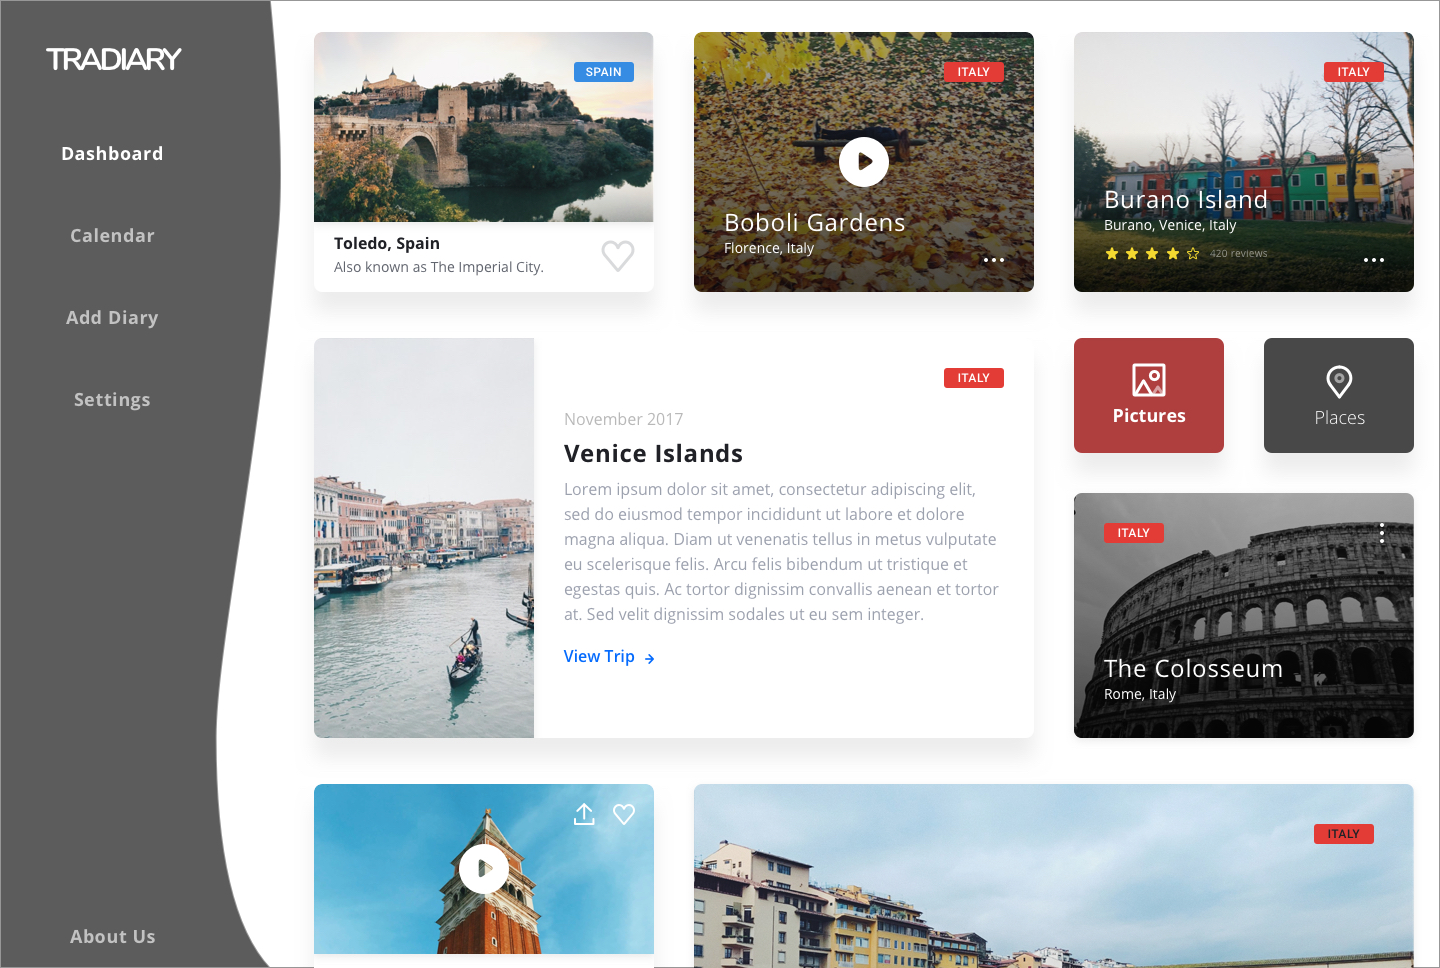 TRADIARY
Dashboard
Calendar
Add Diary
Settings
About Us
SPAIN
Toledo, Spain
Also known as The Imperial City.
ITALY
Boboli Gardens
Florence, Italy
ITALY
Burano Island
Burano, Venice, Italy
420 reviews
ITALY
November 2017
Venice Islands
Lorem ipsum dolor sit amet, consectetur adipiscing elit,
sed do eiusmod tempor incididunt ut labore et dolore
magna aliqua. Diam ut venenatis tellus in metus vulputate
eu scelerisque felis. Arcu felis bibendum ut tristique et
egestas quis. Ac tortor dignissim convallis aenean et tortor
at. Sed velit dignissim sodales ut eu sem integer.
View Trip
Pictures
Places
ITALY
The Colosseum
Rome, Italy
ITALY